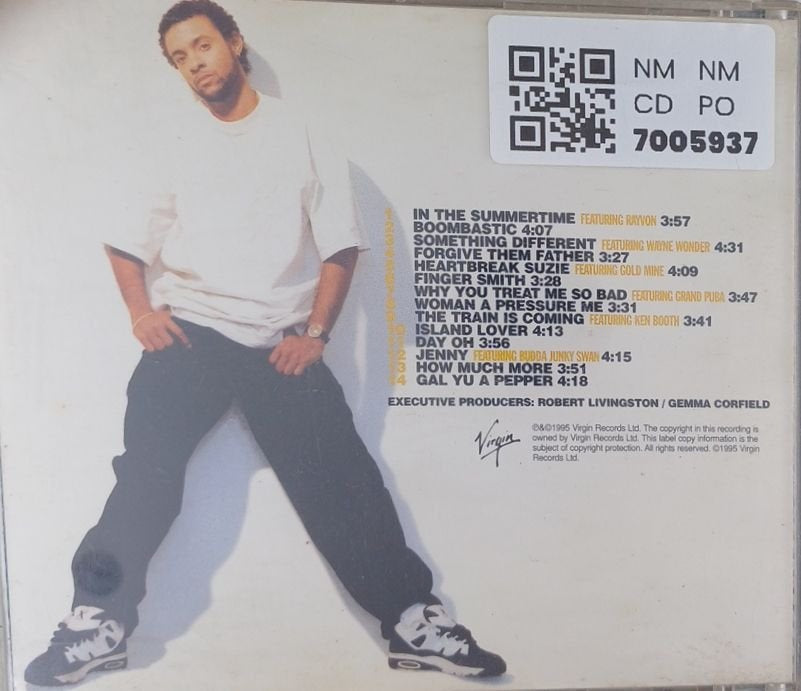 NM NM
CD PO
7005937
IN THE SUMMERTIME FEATURING RAYVON 3:57
BOOMBASTIC 4:07
SOMETHING DIFFERENT FEATURING WAYNE WONDER 4:31
FORGIVE THEM FATHER 3:27
HEARTBREAK SUZIE FEATURING GOLD MINE 4:09
FINGER SMITH 3:28
WHY YOU TREAT ME SO BAD FEATURING GRAND PUBA 3:47
WOMAN A PRESSURE ME 3:31
THE TRAIN IS COMING FEATURING KEN BOOTH 3:41
ISLAND LOVER 4:13
DAY OH 3:56
JENNY FEATURING BUDDA JUNKY SWAN 4:15
HOW MUCH MORE 3:51
GAL YU A PEPPER 4:18
EXECUTIVE PRODUCERS: ROBERT LIVINGSTON / GEMMA CORFIELD
Virgin
℗&©1995 Virgin Records Ltd. The copyright in this recording is
owned by Virgin Records Ltd. This label copy information is the
subject of copyright protection. All rights reserved. ©1995 Virgin
Records Ltd.